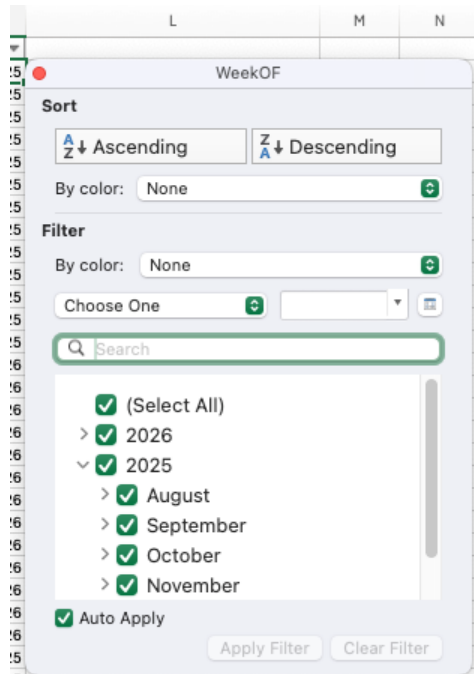 L M N
WeekOF
Sort
A Z Ascending Z A Descending
By color: None
Filter
By color: None
Choose One
Search
(Select All)
2026
2025
August
September
October
November
Auto Apply
Apply Filter Clear Filter